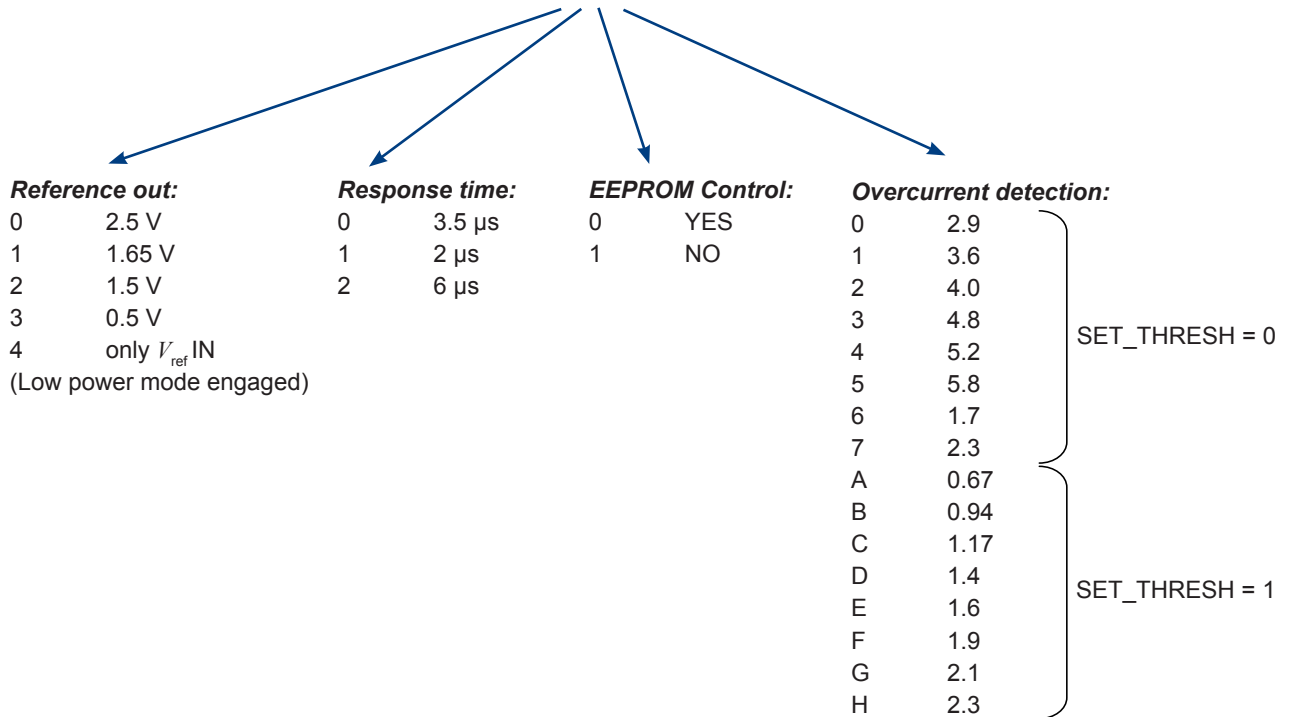 Reference out:
0 2.5 V
1 1.65 V
2 1.5 V
3 0.5 V
4 only Vref IN
(Low power mode engaged)
Response time:
0 3.5 µs
1 2 µs
2 6 µs
EEPROM Control:
0 YES
1 NO
Overcurrent detection:
0 2.9
1 3.6
2 4.0
3 4.8
4 5.2
5 5.8
6 1.7
7 2.3
SET_THRESH = 0
A 0.67
B 0.94
C 1.17
D 1.4
E 1.6
F 1.9
G 2.1
H 2.3
SET_THRESH = 1